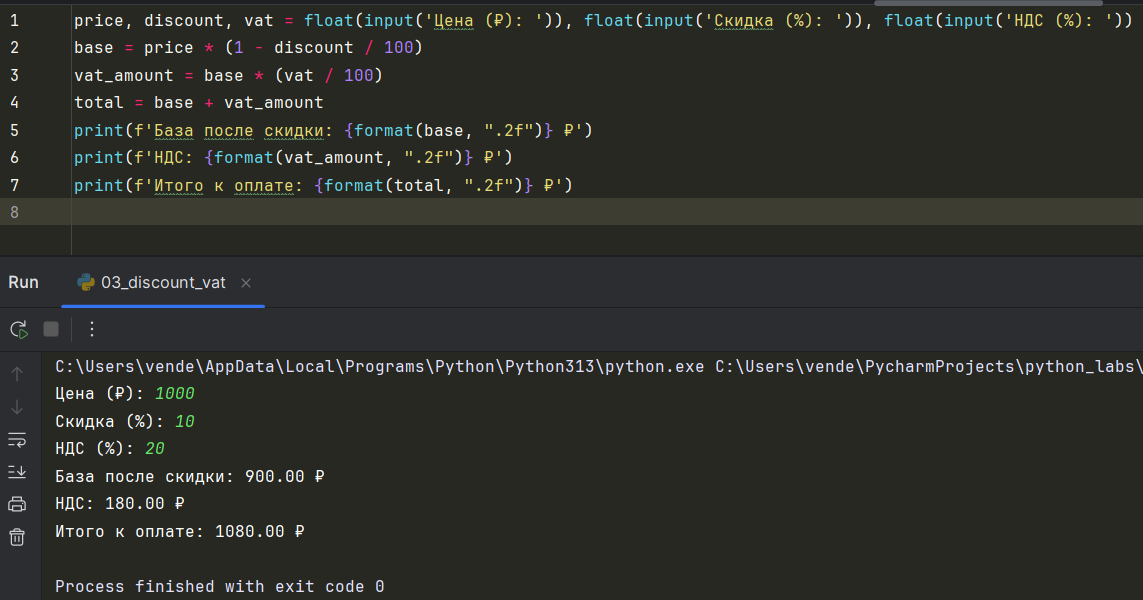 1 price, discount, vat = float(input('Цена (₽): ')), float(input('Скидка (%): ')), float(input('НДС (%): '))
2 base = price * (1 - discount / 100)
3 vat_amount = base * (vat / 100)
4 total = base + vat_amount
5 print(f'База после скидки: {format(base, ".2f")} ₽')
6 print(f'НДС: {format(vat_amount, ".2f")} ₽')
7 print(f'Итого к оплате: {format(total, ".2f")} ₽')
8
Run 03_discount_vat
C:\Users\vende\AppData\Local\Programs\Python\Python313\python.exe C:\Users\vende\PycharmProjects\python_labs\
Цена (₽): 1000
Скидка (%): 10
НДС (%): 20
База после скидки: 900.00 ₽
НДС: 180.00 ₽
Итого к оплате: 1080.00 ₽
Process finished with exit code 0